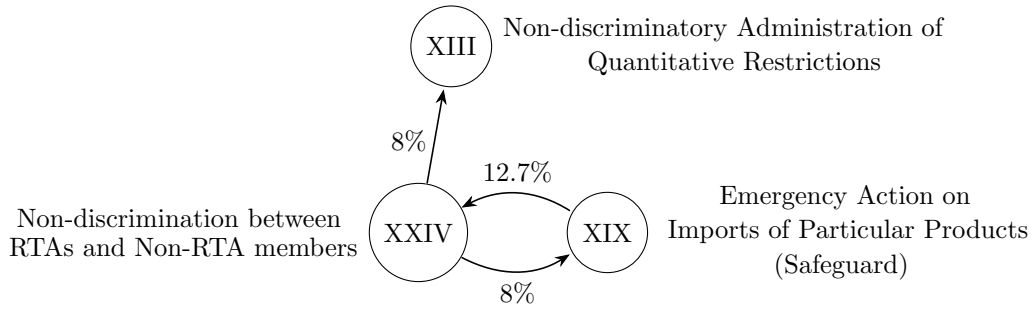 XIII
Non-discriminatory Administration of
Quantitative Restrictions
8%
12.7%
Non-discrimination between
RTAs and Non-RTA members
XXIV
XIX
Emergency Action on
Imports of Particular Products
(Safeguard)
8%